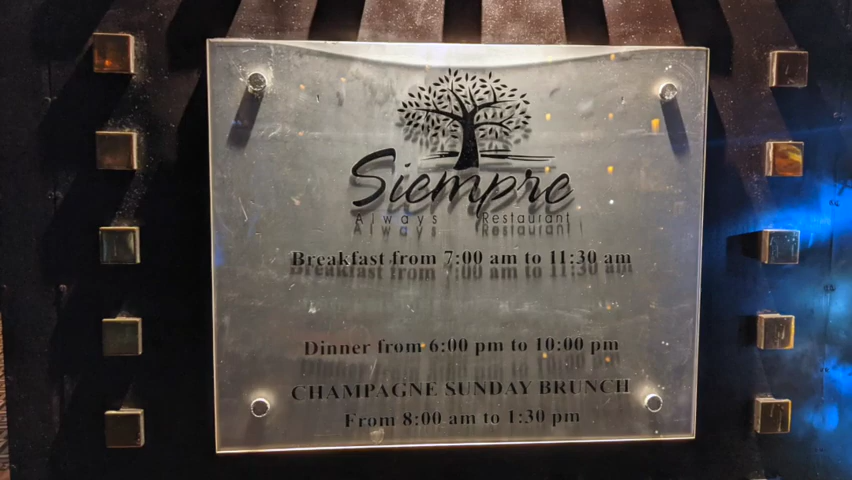 Siempre
Always Restaurant
Breakfast from 7:00 am to 11:30 am
Dinner from 6:00 pm to 10:00 pm
CHAMPAGNE SUNDAY BRUNCH
From 8:00 am to 1:30 pm